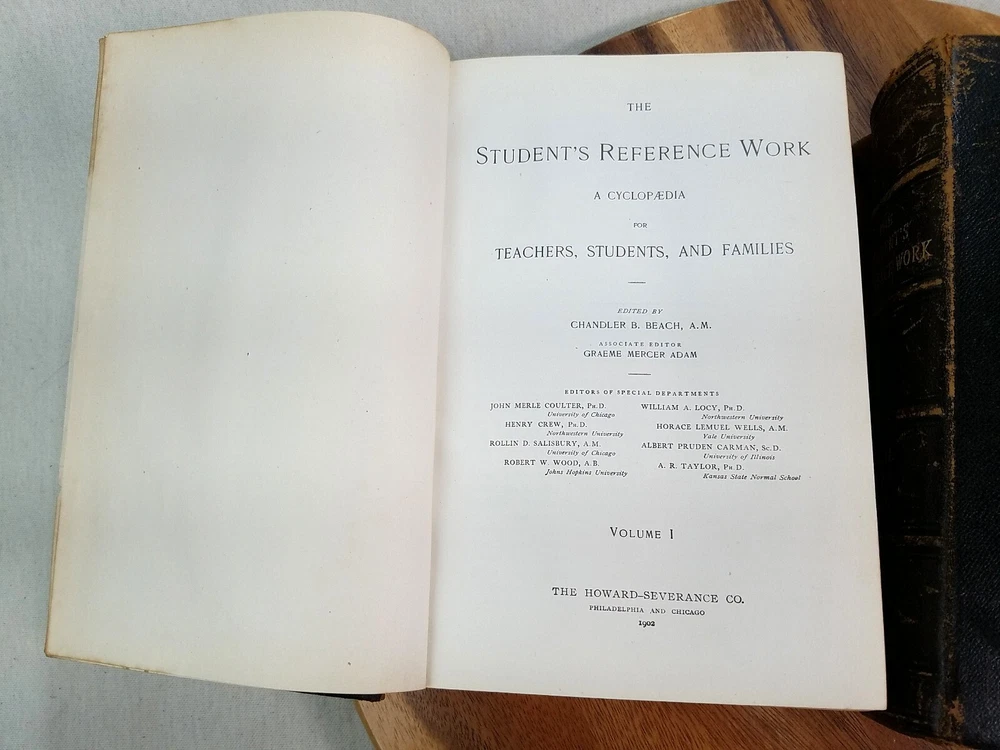 THE
STUDENT'S REFERENCE WORK
A CYCLOPÆDIA
FOR
TEACHERS, STUDENTS, AND FAMILIES
EDITED BY
CHANDLER B. BEACH, A.M.
ASSOCIATE EDITOR
GRAEME MERCER ADAM
EDITORS OF SPECIAL DEPARTMENTS
JOHN MERLE COULTER, PH.D.
University of Chicago
HENRY CREW, PH.D.
Northwestern University
ROLLIN D. SALISBURY, A.M.
University of Chicago
ROBERT W. WOOD, A.B.
Johns Hopkins University
WILLIAM A. LOCY, PH.D.
Northwestern University
HORACE LEMUEL WELLS, A.M.
Yale University
ALBERT PRUDEN CARMAN, Sc.D.
University of Illinois
A. R. TAYLOR, PH.D.
Kansas State Normal School
VOLUME I
THE HOWARD-SEVERANCE CO.
PHILADELPHIA AND CHICAGO
1902
WORK